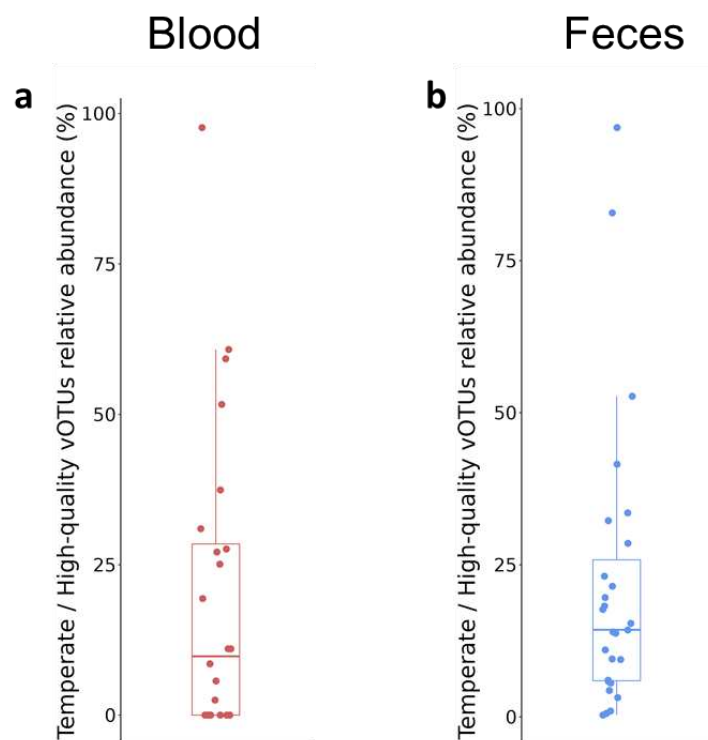 Blood
Feces
a
Temperate / High-quality vOTUs relative abundance (%)
100
75
50
25
0
b
Temperate / High-quality vOTUs relative abundance (%)
100
75
50
25
0